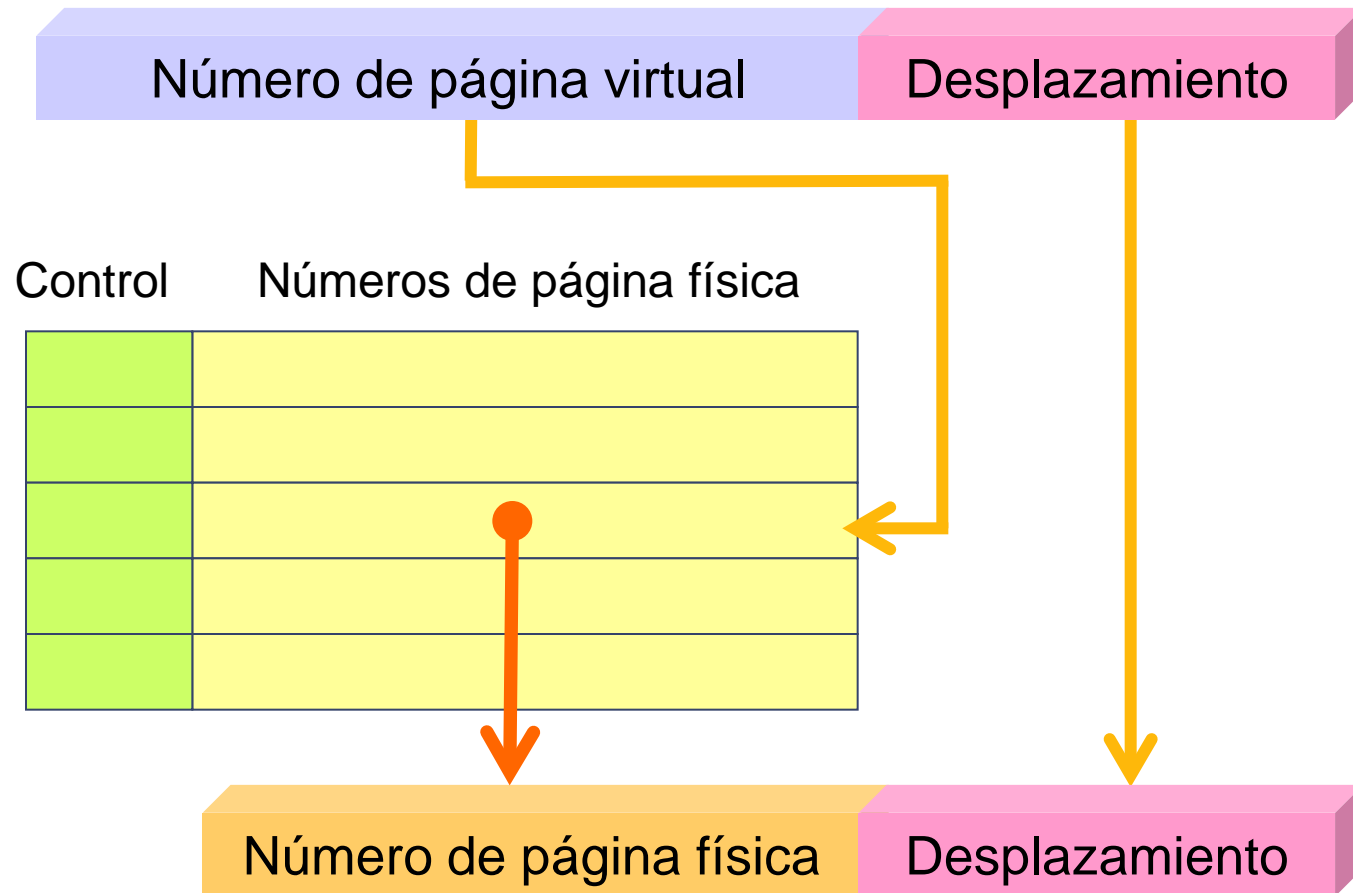 Número de página virtual Desplazamiento
Control Números de página física
Número de página física Desplazamiento